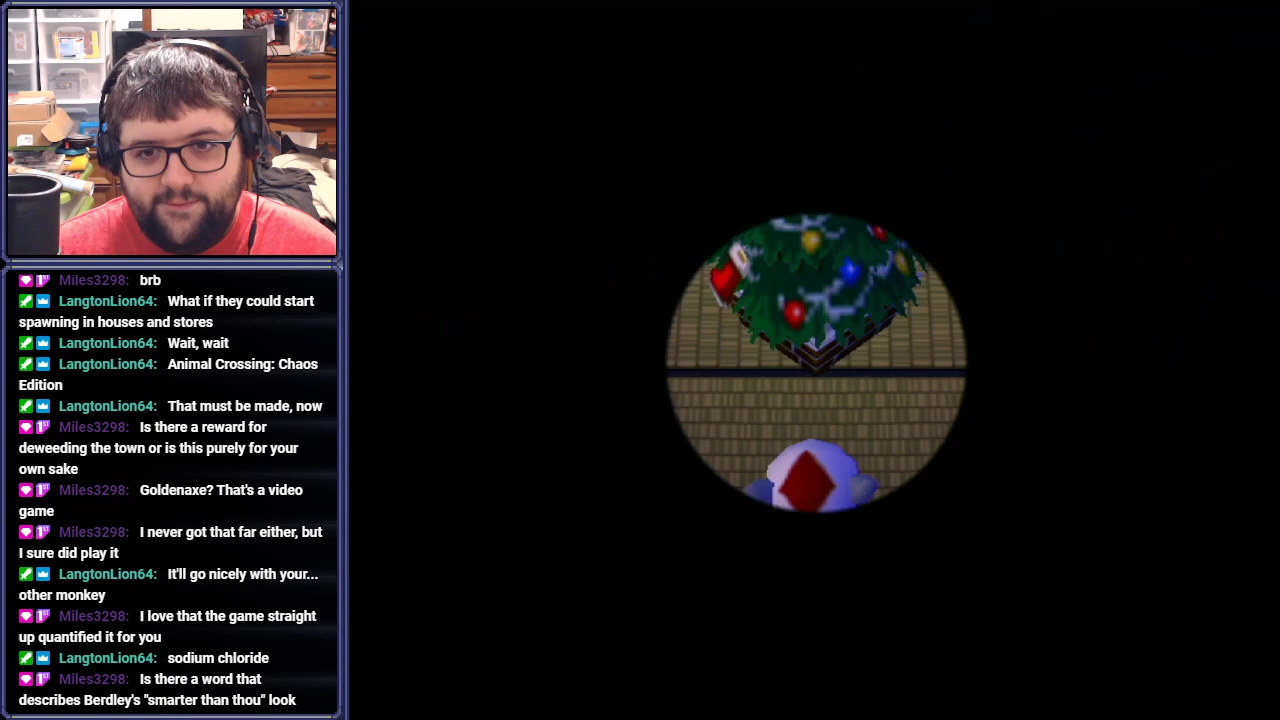 Miles3298: brb
LangtonLion64: What if they could start
spawning in houses and stores
LangtonLion64: Wait, wait
LangtonLion64: Animal Crossing: Chaos
Edition
LangtonLion64: That must be made, now
Miles3298: Is there a reward for
deweeding the town or is this purely for your
own sake
Miles3298: Goldenaxe? That's a video
game
Miles3298: I never got that far either, but
I sure did play it
LangtonLion64: It'll go nicely with your...
other monkey
Miles3298: I love that the game straight
up quantified it for you
LangtonLion64: sodium chloride
Miles3298: Is there a word that
describes Berdley's "smarter than thou" look